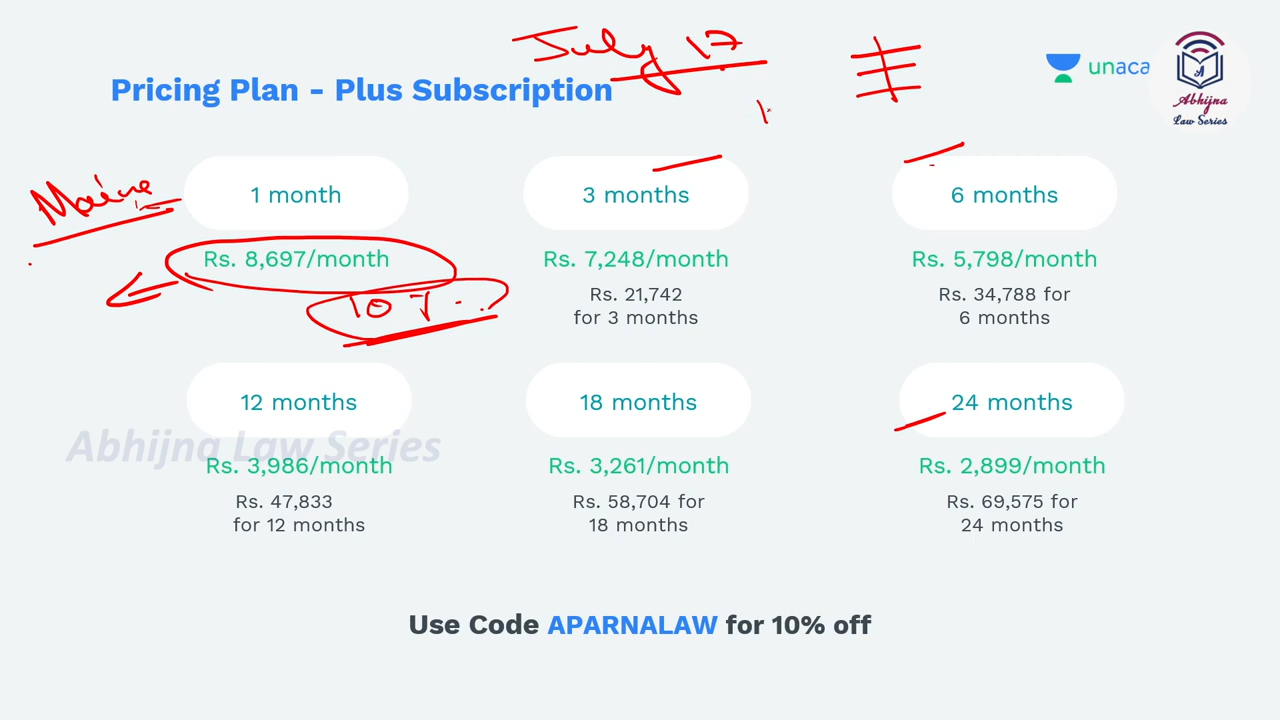 July 17
Pricing Plan - Plus Subscription
unaca
A
Abhijna
Law Series
1 month
3 months
6 months
Rs. 8,697/month
Rs. 7,248/month
Rs. 5,798/month
Rs. 21,742
for 3 months
Rs. 34,788 for
6 months
12 months
18 months
24 months
Abhijna Law Series
Rs. 3,986/month
Rs. 3,261/month
Rs. 2,899/month
Rs. 47,833
for 12 months
Rs. 58,704 for
18 months
Rs. 69,575 for
24 months
Use Code APARNALAW for 10% off